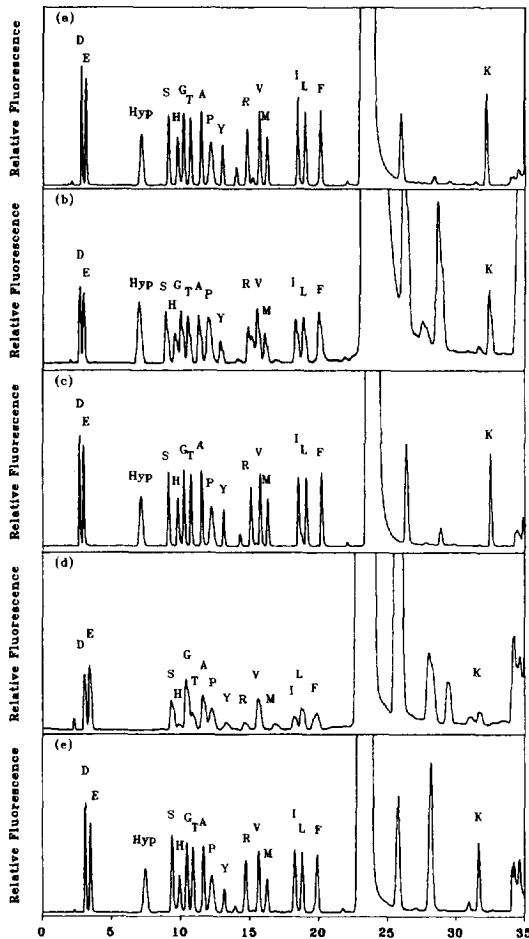 Relative Fluorescence
(a)
D
E
Hyp
S
H
G
T
A
P
Y
R
V
M
I
L
F
K
Relative Fluorescence
(b)
D
E
Hyp
S
H
G
T
A
P
Y
R
V
M
I
L
F
K
Relative Fluorescence
(c)
D
E
Hyp
S
H
G
T
A
P
Y
R
V
M
I
L
F
K
Relative Fluorescence
(d)
D
E
S
H
G
T
A
P
Y
R
V
M
I
L
F
K
Relative Fluorescence
(e)
D
E
Hyp
S
H
G
T
A
P
Y
R
V
M
I
L
F
K
0 5 10 15 20 25 30 35